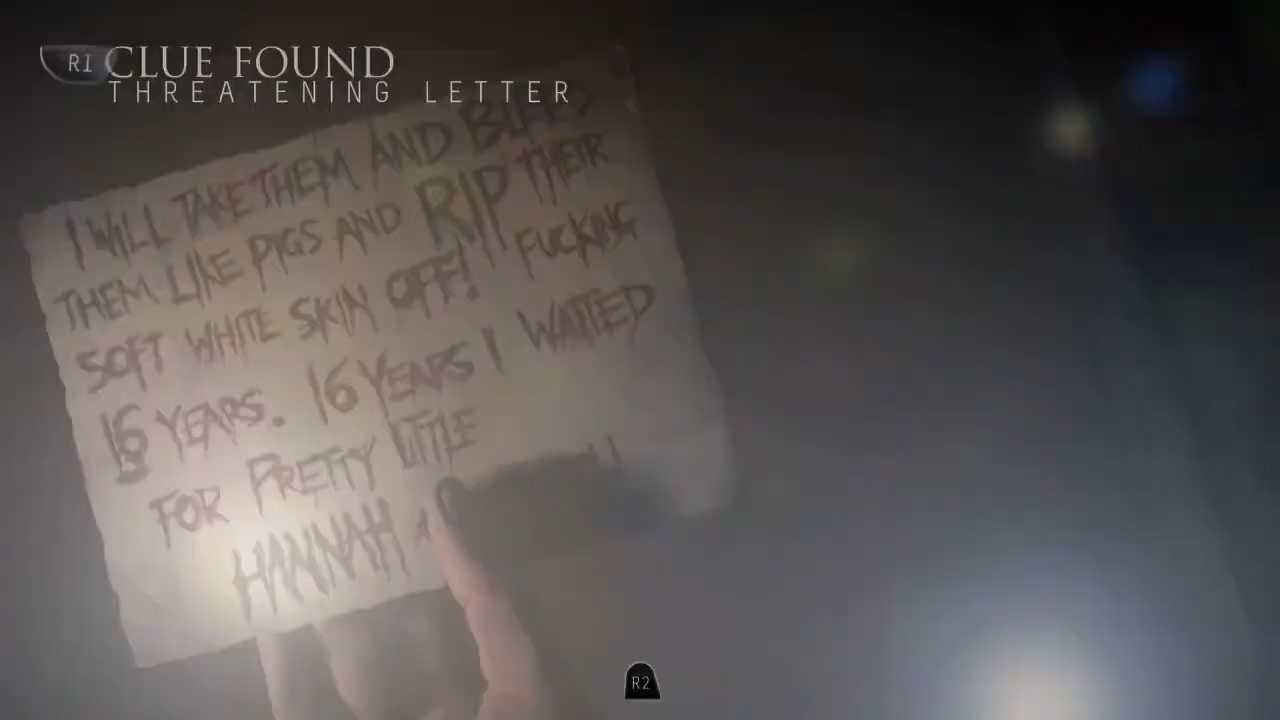 R1 CLUE FOUND
THREATENING LETTER
I WILL TAKE THEM AND BLEED
THEM LIKE PIGS AND RIP THEIR
SOFT WHITE SKIN OFF! FUCKING
16 YEARS. 16 YEARS I WAITED
FOR PRETTY LITTLE
HANNAH
R2